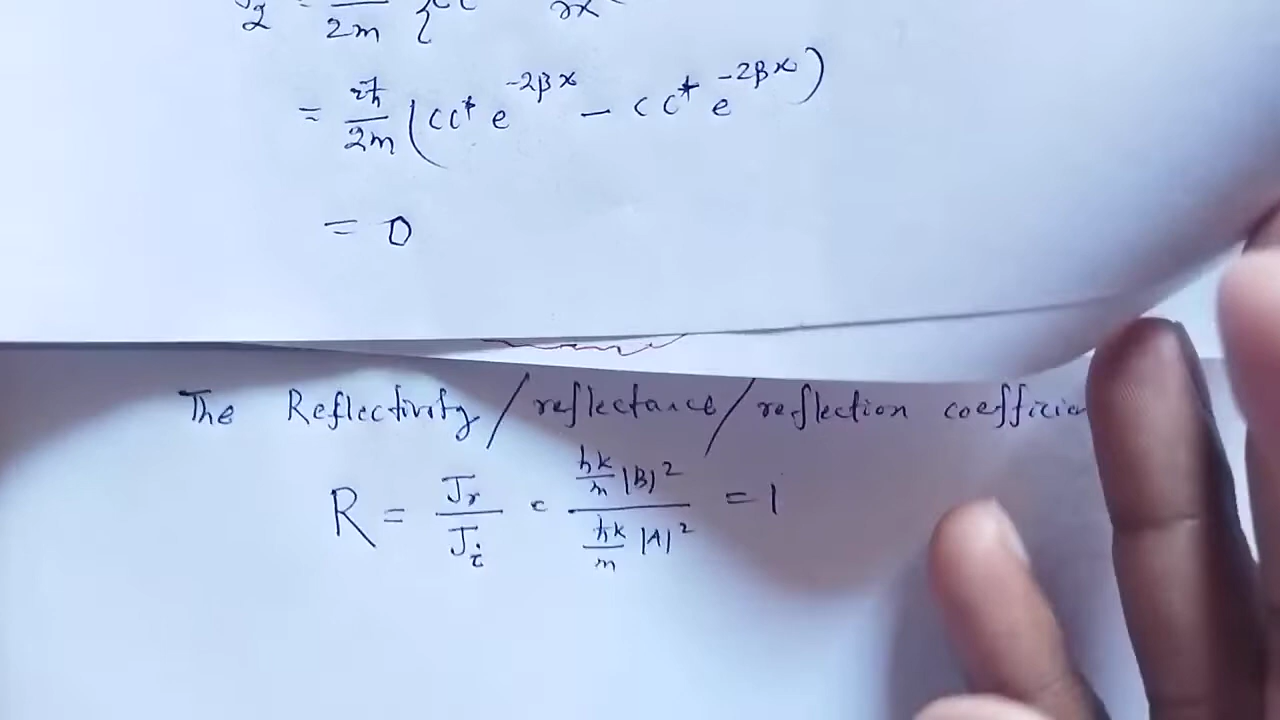 2m { ∂x
= iħ/2m (cc* e^-2βx - cc* e^-2βx)
= 0
The Reflectivity/reflectance/reflection coefficie
R = J_r/J_i = ħk/m |B|² / ħk/m |A|² = 1